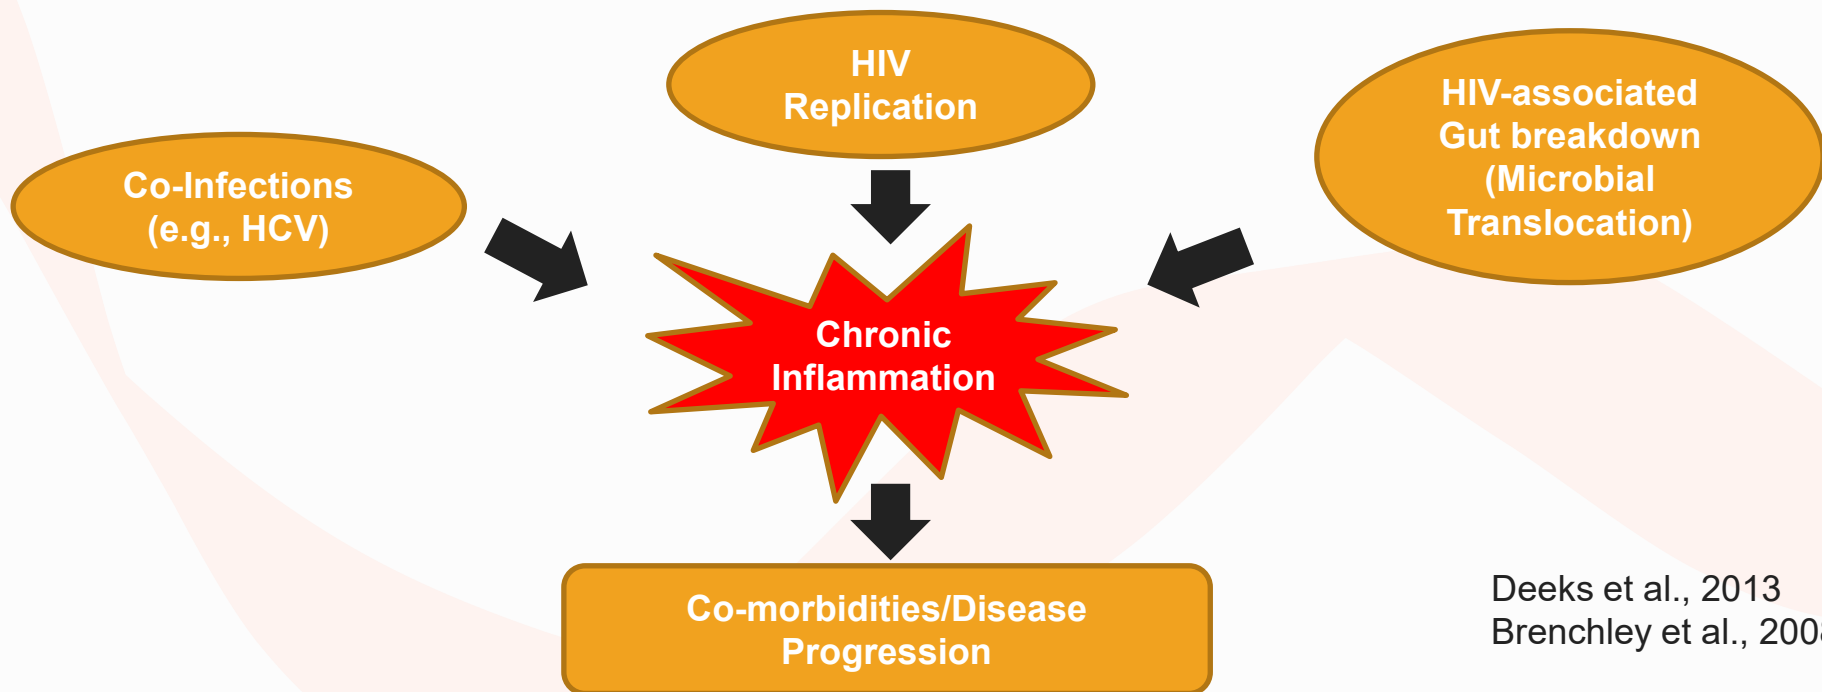 HIV
Replication
HIV-associated
Gut breakdown
(Microbial
Translocation)
Co-Infections
(e.g., HCV)
Chronic
Inflammation
Co-morbidities/Disease
Progression
Deeks et al., 2013
Brenchley et al., 2008